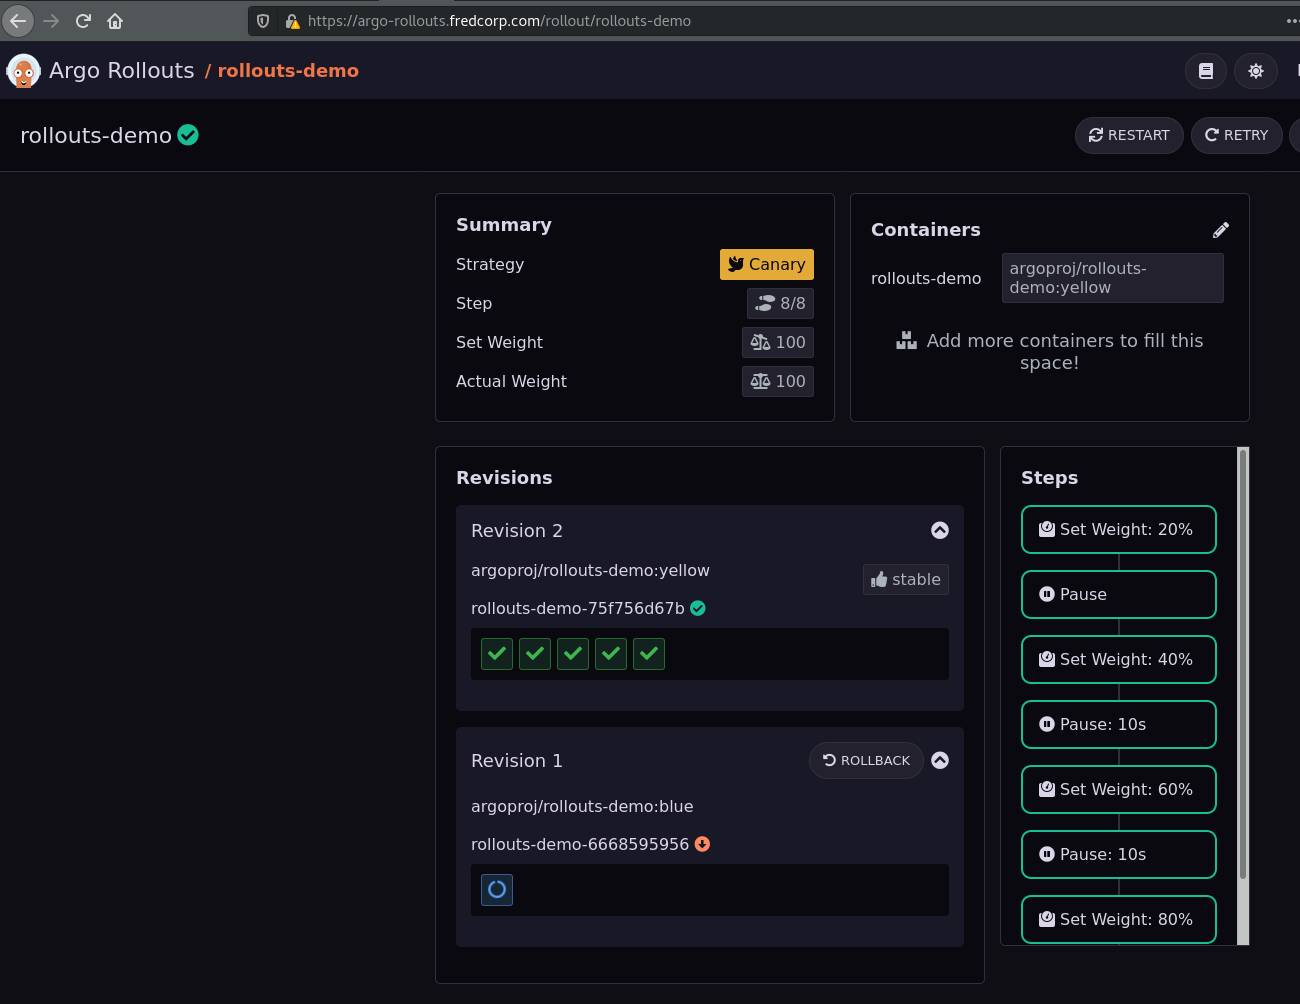 https://argo-rollouts.fredcorp.com/rollout/rollouts-demo
Argo Rollouts / rollouts-demo
rollouts-demo
RESTART
RETRY
Summary
Strategy
Canary
Step
8/8
Set Weight
100
Actual Weight
100
Containers
rollouts-demo
argoproj/rollouts-
demo:yellow
Add more containers to fill this
space!
Revisions
Revision 2
argoproj/rollouts-demo:yellow
stable
rollouts-demo-75f756d67b
Revision 1
ROLLBACK
argoproj/rollouts-demo:blue
rollouts-demo-6668595956
Steps
Set Weight: 20%
Pause
Set Weight: 40%
Pause: 10s
Set Weight: 60%
Pause: 10s
Set Weight: 80%